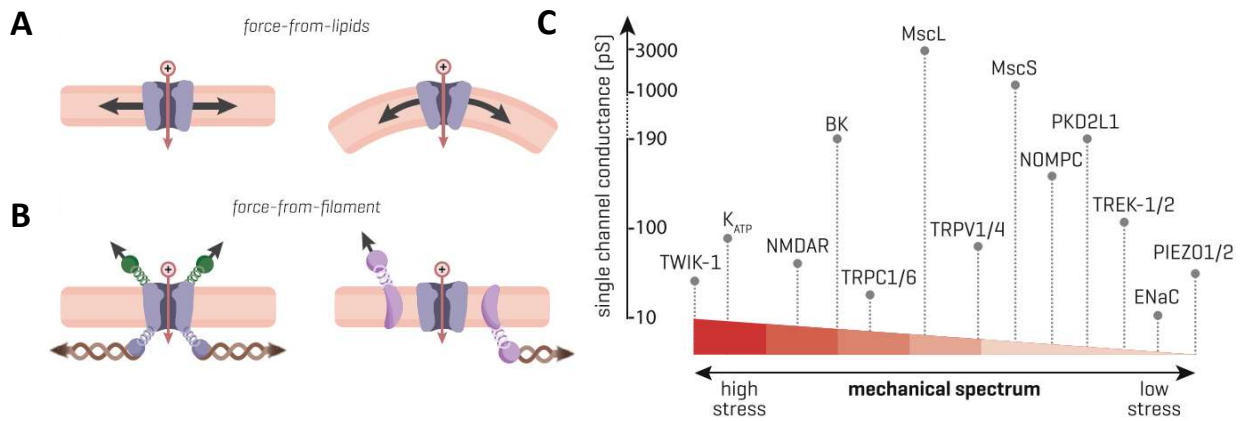 A
force-from-lipids
+
+
B
force-from-filament
+
+
C
single channel conductance [pS]
3000
1000
190
100
10
TWIK-1
K ATP
NMDAR
BK
TRPC1/6
MscL
TRPV1/4
MscS
NOMPC
PKD2L1
TREK-1/2
ENaC
PIEZO1/2
high
stress
mechanical spectrum
low
stress